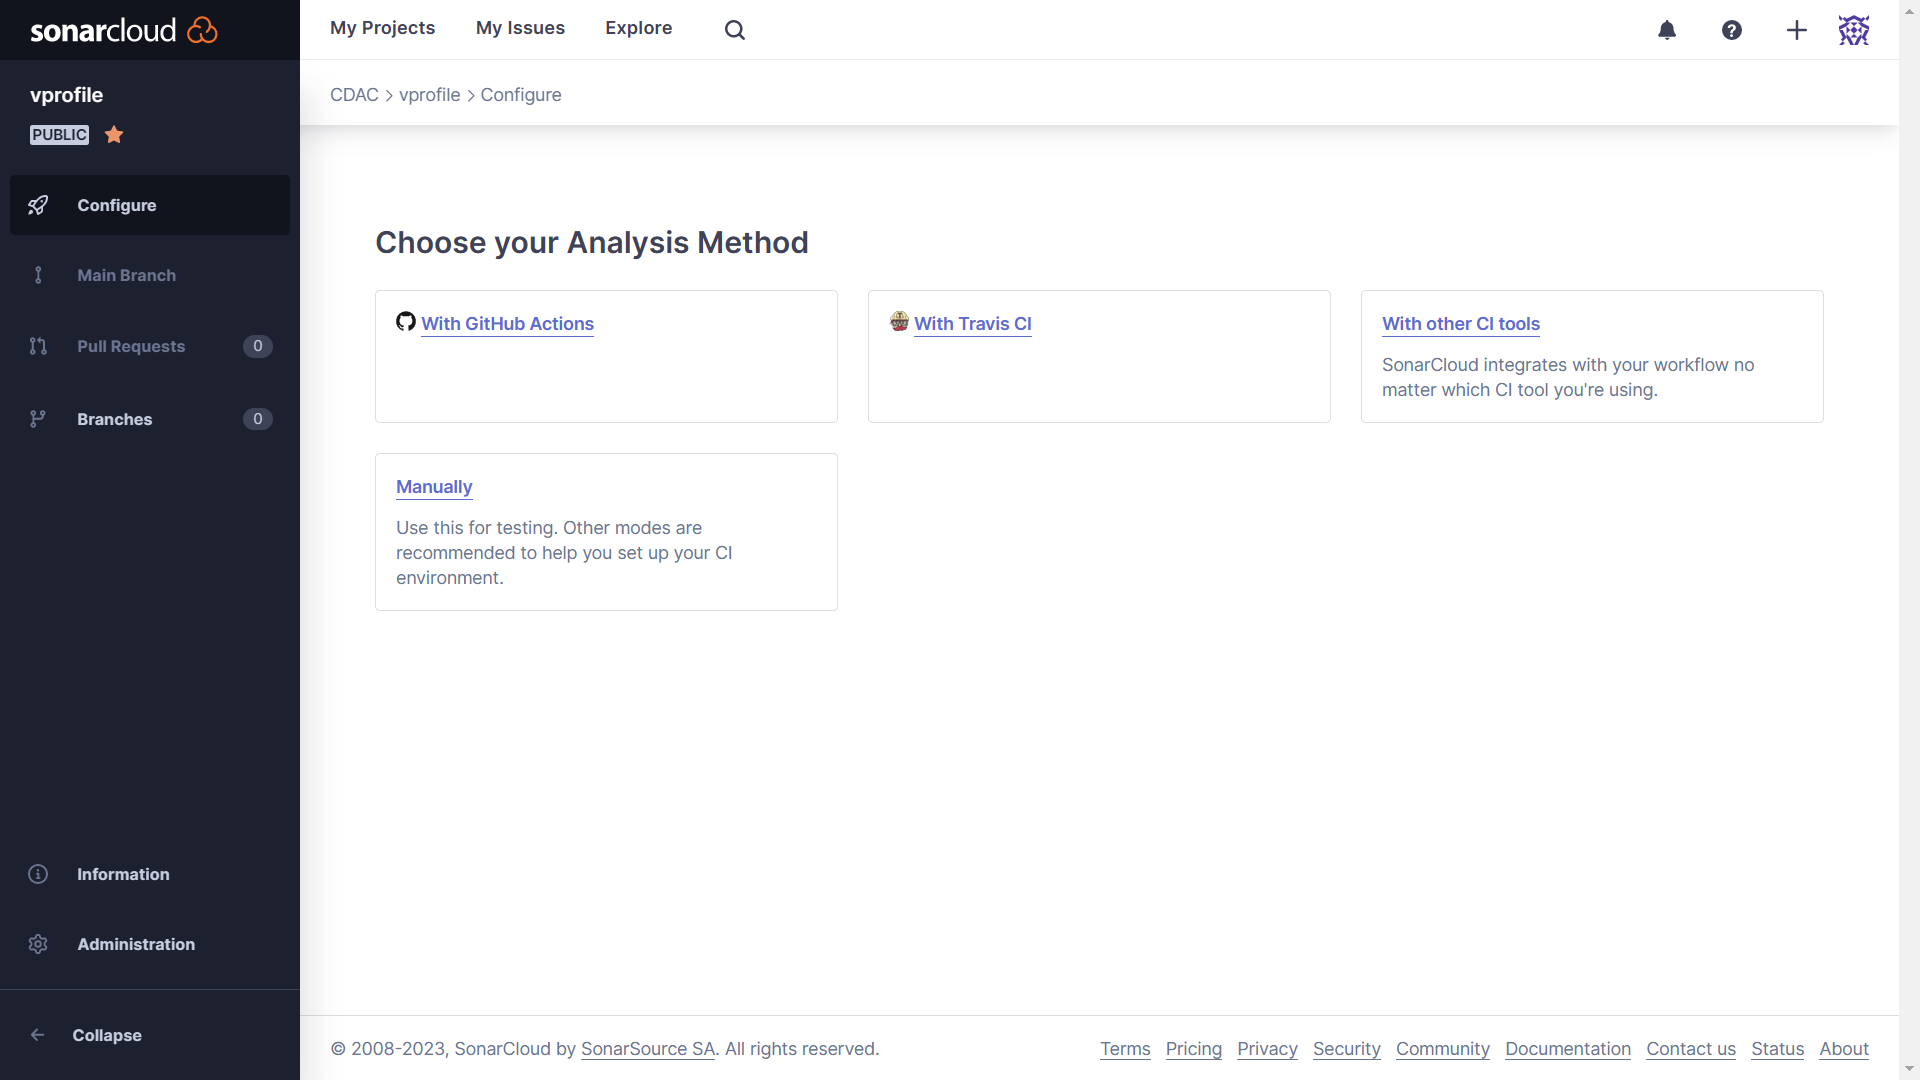 sonarcloud
My Projects My Issues Explore
vprofile
PUBLIC
Configure
Main Branch
Pull Requests 0
Branches 0
Information
Administration
Collapse
CDAC > vprofile > Configure
Choose your Analysis Method
With GitHub Actions
With Travis CI
With other CI tools
SonarCloud integrates with your workflow no
matter which CI tool you're using.
Manually
Use this for testing. Other modes are
recommended to help you set up your CI
environment.
© 2008-2023, SonarCloud by SonarSource SA. All rights reserved.
Terms Pricing Privacy Security Community Documentation Contact us Status About